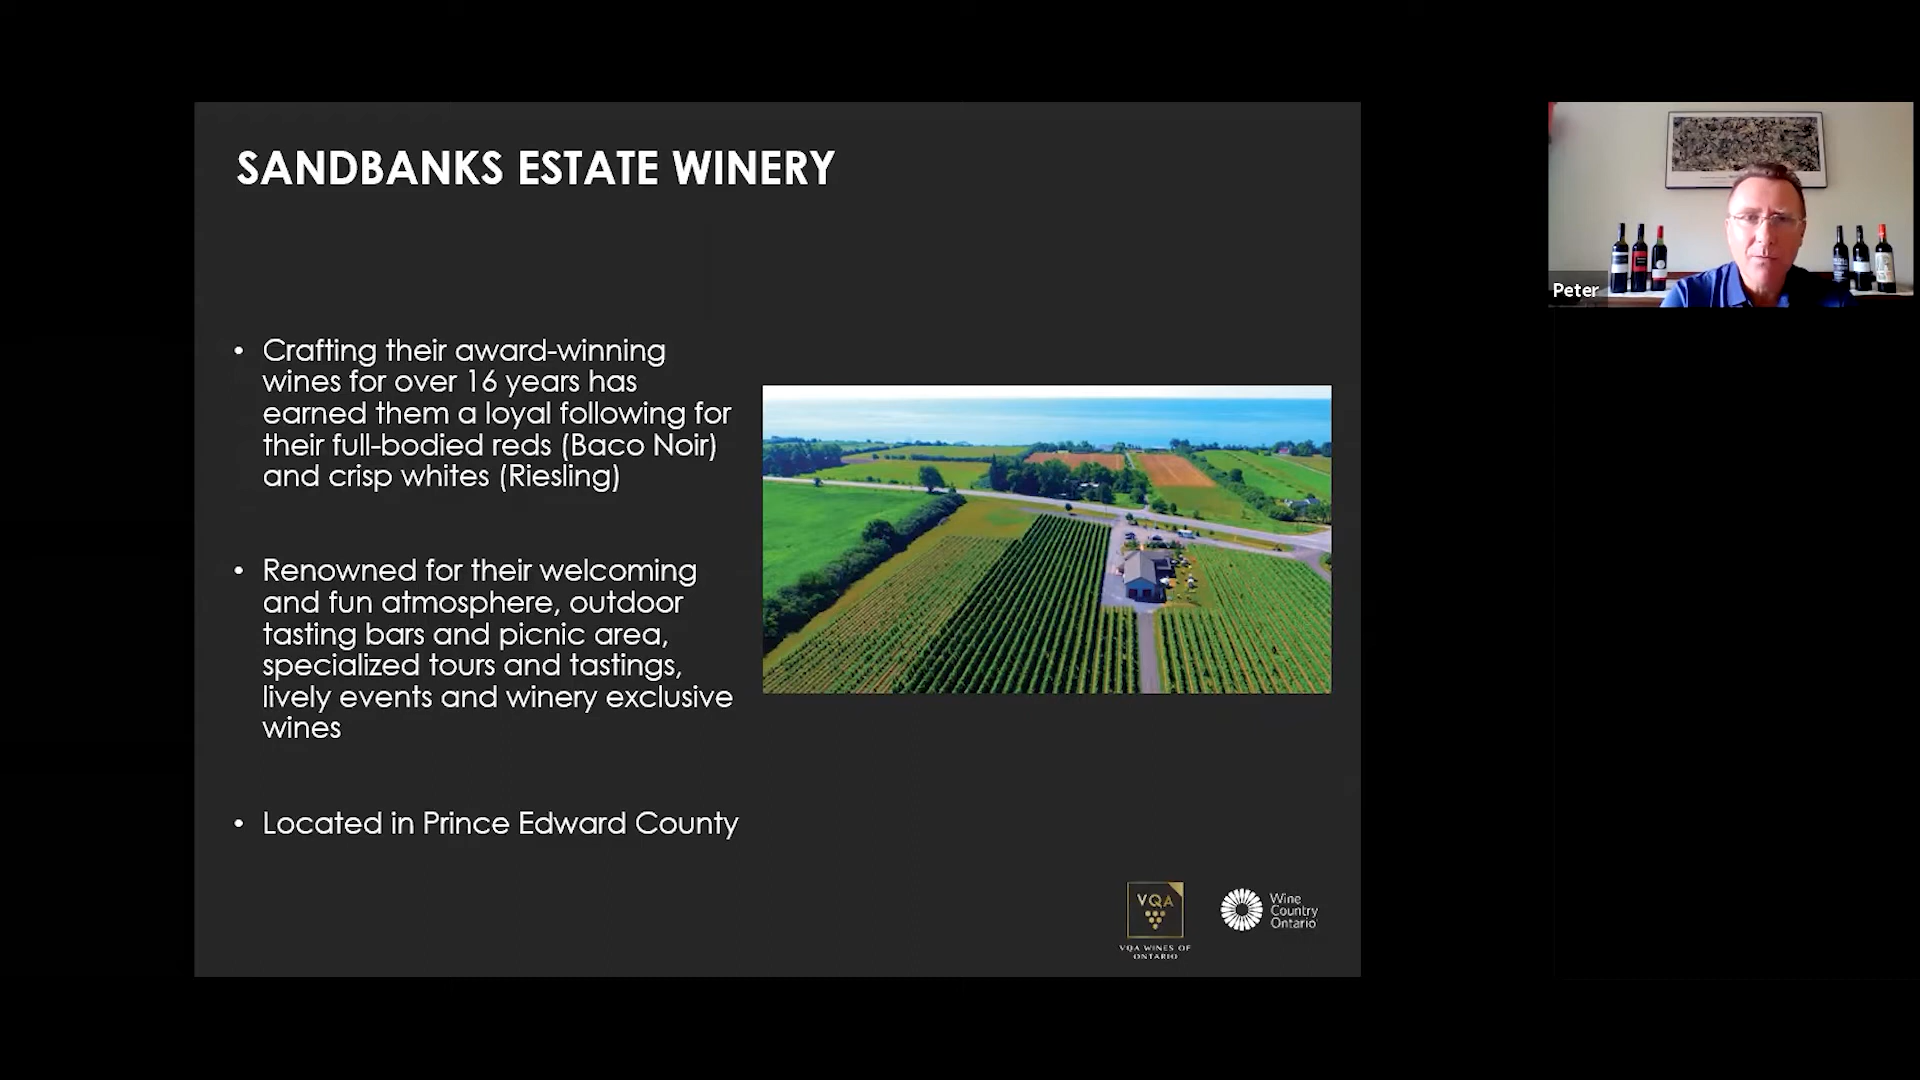 SANDBANKS ESTATE WINERY
• Crafting their award-winning
wines for over 16 years has
earned them a loyal following for
their full-bodied reds (Baco Noir)
and crisp whites (Riesling)
• Renowned for their welcoming
and fun atmosphere, outdoor
tasting bars and picnic area,
specialized tours and tastings,
lively events and winery exclusive
wines
• Located in Prince Edward County
VQA
VQA WINES OF
ONTARIO
Wine
Country
Ontario
Peter